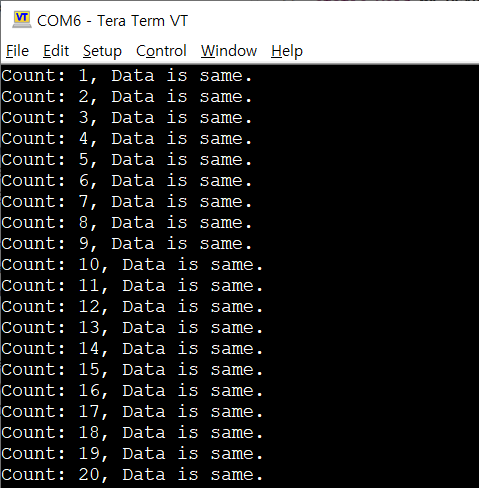 VT COM6 - Tera Term VT
File Edit Setup Control Window Help
Count: 1, Data is same.
Count: 2, Data is same.
Count: 3, Data is same.
Count: 4, Data is same.
Count: 5, Data is same.
Count: 6, Data is same.
Count: 7, Data is same.
Count: 8, Data is same.
Count: 9, Data is same.
Count: 10, Data is same.
Count: 11, Data is same.
Count: 12, Data is same.
Count: 13, Data is same.
Count: 14, Data is same.
Count: 15, Data is same.
Count: 16, Data is same.
Count: 17, Data is same.
Count: 18, Data is same.
Count: 19, Data is same.
Count: 20, Data is same.